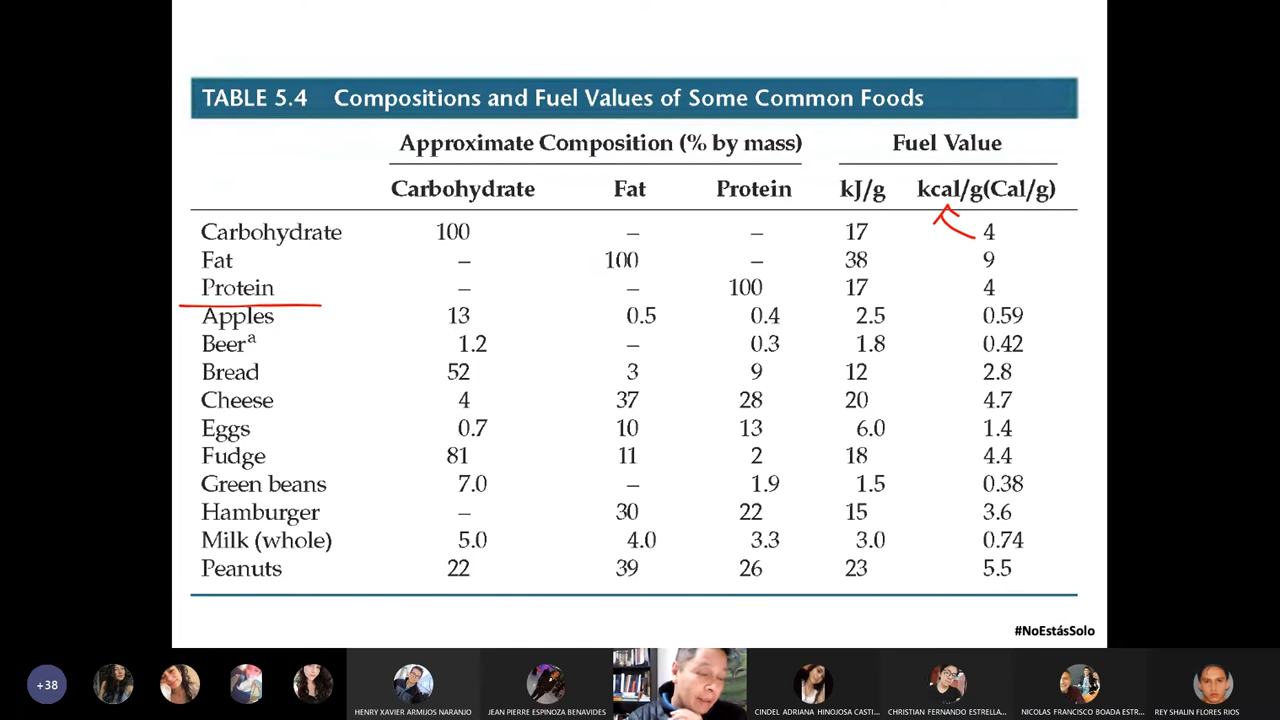 TABLE 5.4 Compositions and Fuel Values of Some Common Foods
Approximate Composition (% by mass) Fuel Value
Carbohydrate Fat Protein kJ/g kcal/g(Cal/g)
Carbohydrate 100 – – 17 4
Fat – 100 – 38 9
Protein – – 100 17 4
Apples 13 0.5 0.4 2.5 0.59
Beerᵃ 1.2 – 0.3 1.8 0.42
Bread 52 3 9 12 2.8
Cheese 4 37 28 20 4.7
Eggs 0.7 10 13 6.0 1.4
Fudge 81 11 2 18 4.4
Green beans 7.0 – 1.9 1.5 0.38
Hamburger – 30 22 15 3.6
Milk (whole) 5.0 4.0 3.3 3.0 0.74
Peanuts 22 39 26 23 5.5
#NoEstásSolo
+38
HENRY XAVIER ARMIJOS NARANJO
JEAN PIERRE ESPINOZA BENAVIDES
CINDEL ADRIANA HINOJOSA CASTI...
CHRISTIAN FERNANDO ESTRELLA...
NICOLAS FRANCISCO BOADA ESTR...
REY SHALIN FLORES RIOS